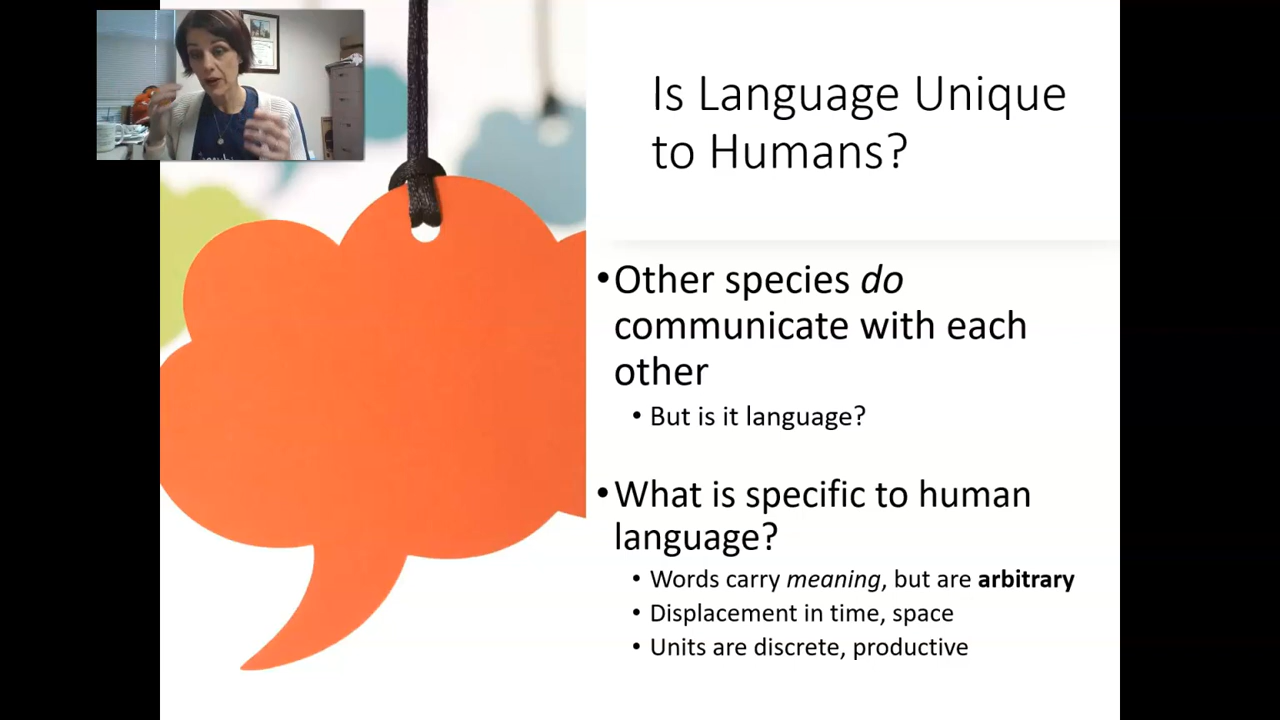 Is Language Unique
to Humans?
•Other species do
communicate with each
other
• But is it language?
•What is specific to human
language?
• Words carry meaning, but are arbitrary
• Displacement in time, space
• Units are discrete, productive